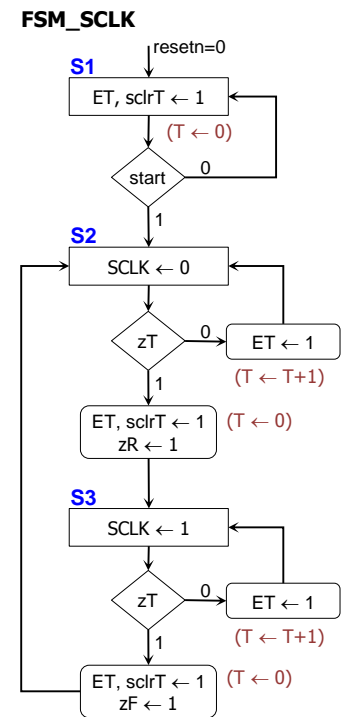 FSM_SCLK
resetn=0
S1
ET, sclrT ← 1
(T ← 0)
start
0
1
S2
SCLK ← 0
zT
0
ET ← 1
(T ← T+1)
1
ET, sclrT ← 1
zR ← 1
(T ← 0)
S3
SCLK ← 1
zT
0
ET ← 1
(T ← T+1)
1
ET, sclrT ← 1
zF ← 1
(T ← 0)